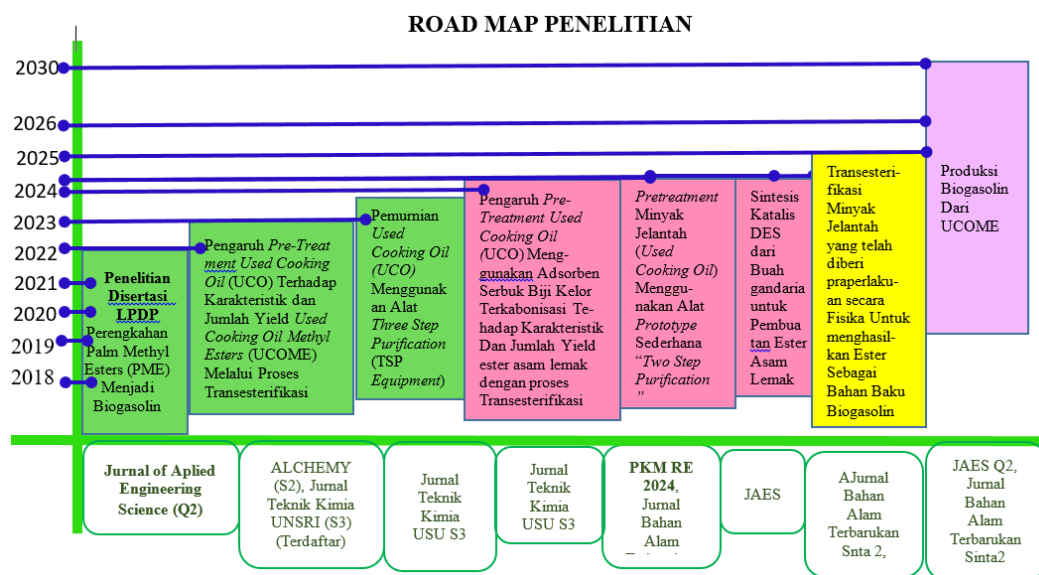 ROAD MAP PENELITIAN
2030
2026
2025
2024
2023
2022
2021
2020
2019
2018
Penelitian
Disertasi
LPDP
Perengkahan
Palm Methyl
Esters (PME)
Menjadi
Biogasolin
Pengaruh Pre-Treat
ment Used Cooking
Oil (UCO) Terhadap
Karakteristik dan
Jumlah Yield Used
Cooking Oil Methyl
Esters (UCOME)
Melalui Proses
Transesterifikasi
Pemurnian
Used
Cooking Oil
(UCO)
Menggunak
an Alat
Three Step
Purification
(TSP
Equipment)
Pengaruh Pre-
Treatment Used
Cooking Oil
(UCO) Meng-
gunakan Adsorben
Serbuk Biji Kelor
Terkabonisasi Te-
hadap Karakteristik
Dan Jumlah Yield
ester asam lemak
dengan proses
Transesterifikasi
Pretreatment
Minyak
Jelantah
(Used
Cooking Oil)
Menggu-
nakan Alat
Prototype
Sederhana
“Two Step
Purification
”
Sintesis
Katalis
DES
dari
Buah
gandaria
untuk
Pembua
tan Ester
Asam
Lemak
Transesteri-
fikasi
Minyak
Jelantah
yang telah
diberi
praperlaku-
an secara
Fisika Untuk
menghasil-
kan Ester
Sebagai
Bahan Baku
Biogasolin
Produksi
Biogasolin
Dari
UCOME
Jurnal of Aplied
Engineering
Science (Q2)
ALCHEMY
(S2), Jurnal
Teknik Kimia
UNSRI (S3)
(Terdaftar)
Jurnal
Teknik
Kimia
USU S3
Jurnal
Teknik
Kimia
USU S3
PKM RE
2024,
Jurnal
Bahan
Alam
JAES
AJurnal
Bahan
Alam
Terbarukan
Snta 2,
JAES Q2,
Jurnal
Bahan
Alam
Terbarukan
Sinta2